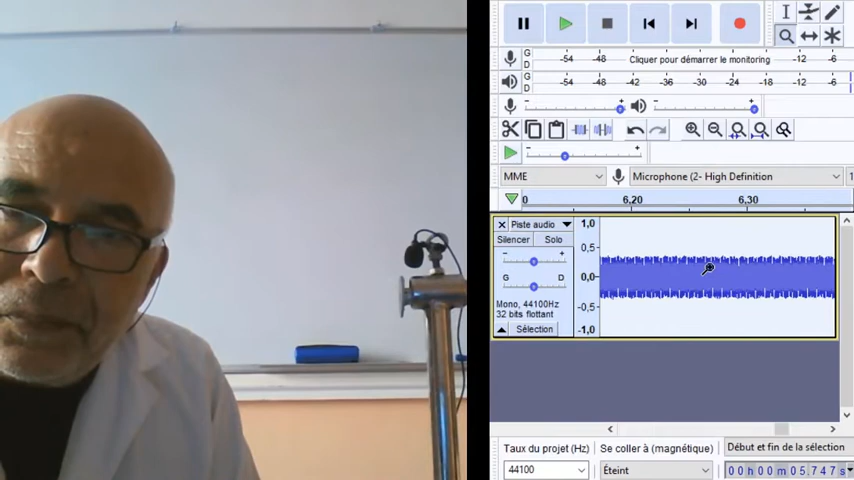 G
D
-54 -48
Cliquer pour démarrer le monitoring
-12 -6
G
D
-54 -48 -42 -36 -30 -24 -18 -12 -6
- +
- +
- +
MME
Microphone (2- High Definition
1
0 6,20 6,30
X Piste audio
Silencer Solo
- +
G D
Mono, 44100Hz
32 bits flottant
Sélection
1,0
0,5
0,0
-0,5
-1,0
Taux du projet (Hz)
Se coller à (magnétique)
Début et fin de la sélection
44100
Éteint
00h00m05.747s